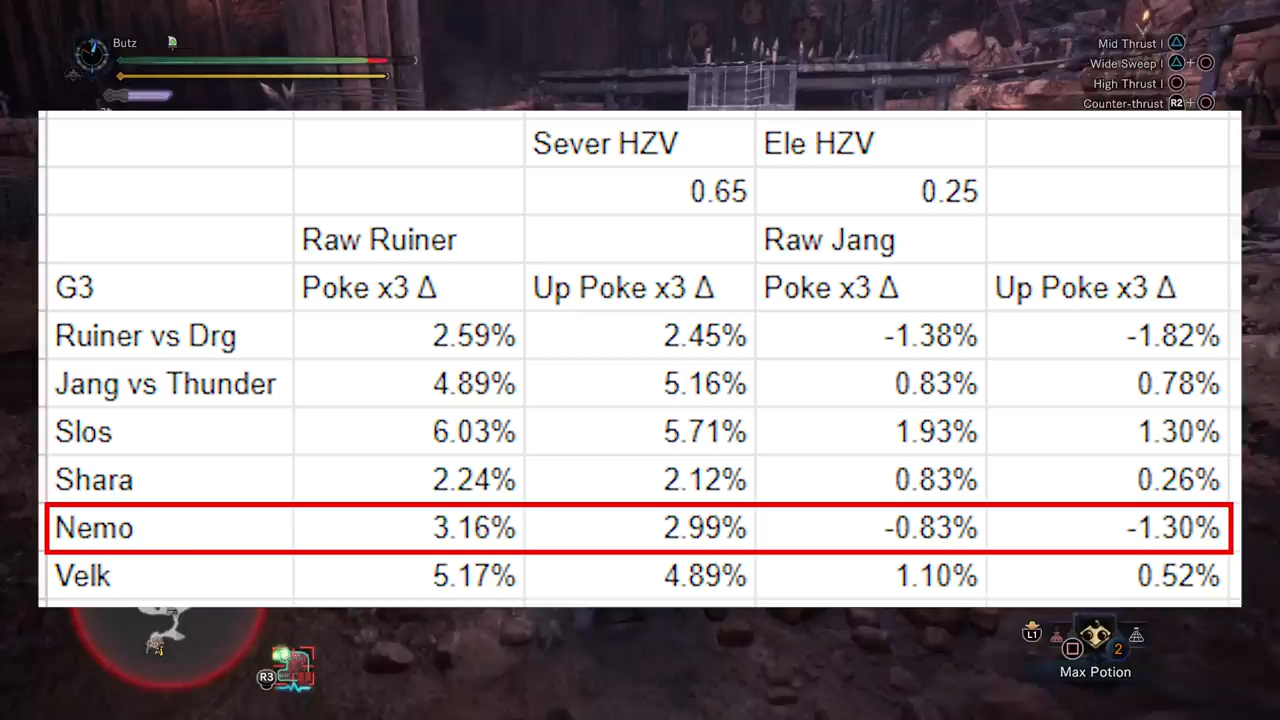 Butz
Mid Thrust I
Wide Sweep I +
High Thrust I
Counter-thrust R2 +
Sever HZV Ele HZV
0.65 0.25
Raw Ruiner Raw Jang
G3 Poke x3 Δ Up Poke x3 Δ Poke x3 Δ Up Poke x3 Δ
Ruiner vs Drg 2.59% 2.45% -1.38% -1.82%
Jang vs Thunder 4.89% 5.16% 0.83% 0.78%
Slos 6.03% 5.71% 1.93% 1.30%
Shara 2.24% 2.12% 0.83% 0.26%
Nemo 3.16% 2.99% -0.83% -1.30%
Velk 5.17% 4.89% 1.10% 0.52%
L1
2
R3
Max Potion